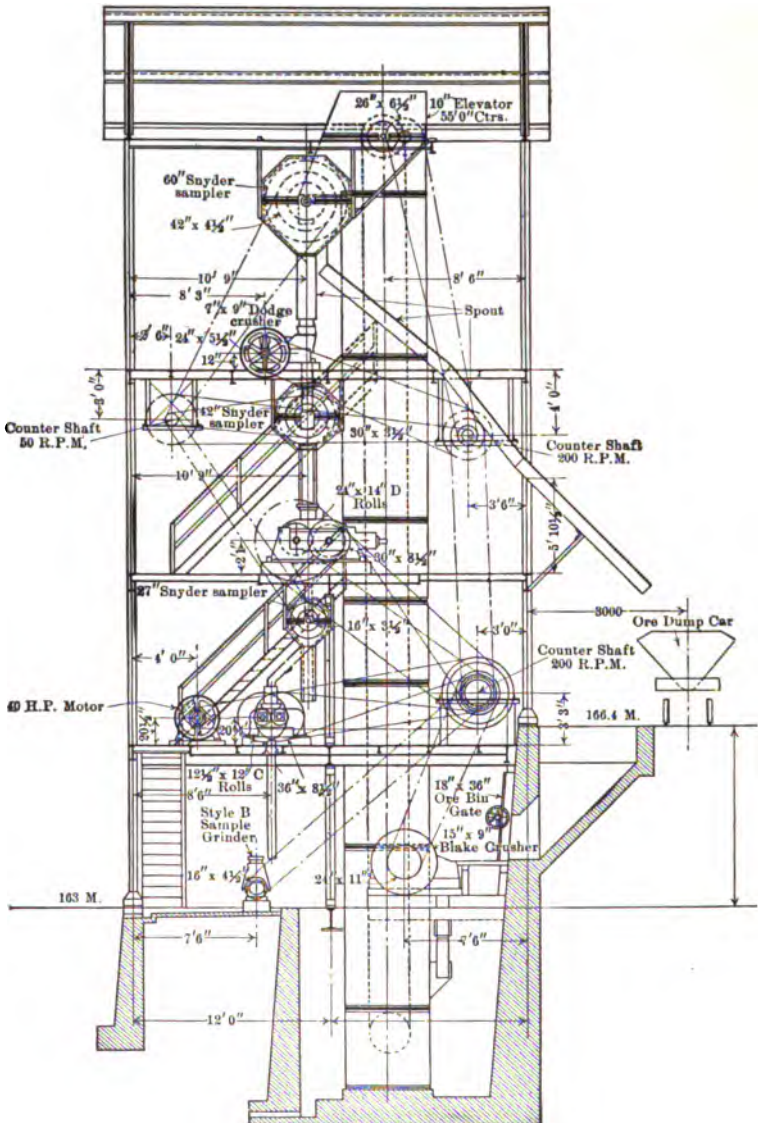 26" x 6½"
10" Elevator
55'0" Ctrs.
60" Snyder
sampler
42" x 4½"
10' 9"
8' 6"
8' 3"
Spout
7" x 9" Dodge
crusher
24" x 5½"
12"
3' 0"
4' 0"
42" Snyder
sampler
Counter Shaft
50 R.P.M.
30" x 3½"
Counter Shaft
200 R.P.M.
24" x 14" D
Rolls
3'6"
5' 10½"
30" x 8½"
27" Snyder sampler
16" x 3½"
3000
Ore Dump Car
3'0"
4' 0"
Counter Shaft
200 R.P.M.
40 H.P. Motor
2' 3"
166.4 M.
12½" x 12" C
Rolls
8'6"
36" x 8½"
18" x 36"
Ore Bin
Gate
Style B
Sample
Grinder
15" x 9"
Blake Crusher
16" x 4½"
24" x 11"
163 M.
7'6"
7'6"
12'0"